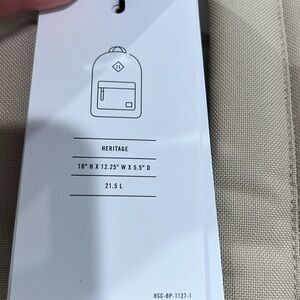 HERITAGE
18" H X 12.25" W X 5.5" D
21.5 L
HSC-BP-1127-1